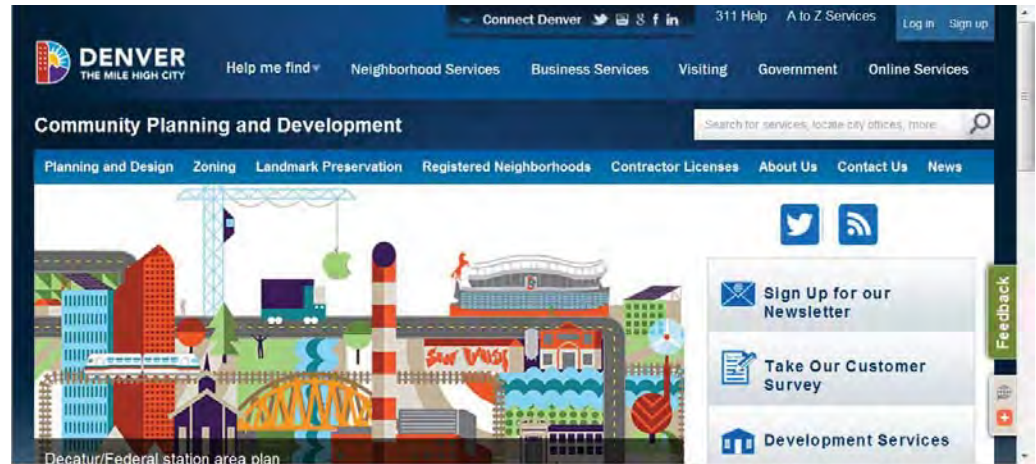 Connect Denver
311 Help A to Z Services
Log in Sign up
DENVER
THE MILE HIGH CITY
Help me find Neighborhood Services Business Services Visiting Government Online Services
Community Planning and Development
Search for services, locate city offices, more
Planning and Design Zoning Landmark Preservation Registered Neighborhoods Contractor Licenses About Us Contact Us News
Sign Up for our
Newsletter
Feedback
Take Our Customer
Survey
Development Services
Decatur/Federal station area plan